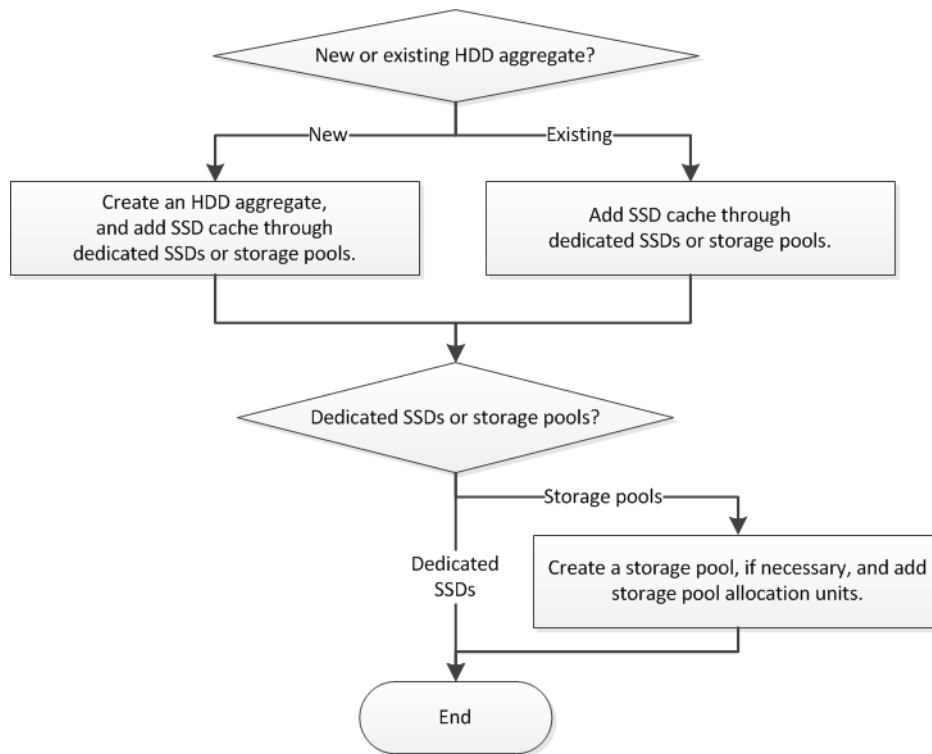 New or existing HDD aggregate?
New
Existing
Create an HDD aggregate,
and add SSD cache through
dedicated SSDs or storage pools.
Add SSD cache through
dedicated SSDs or storage pools.
Dedicated SSDs or storage pools?
Storage pools
Dedicated
SSDs
Create a storage pool, if necessary, and add
storage pool allocation units.
End